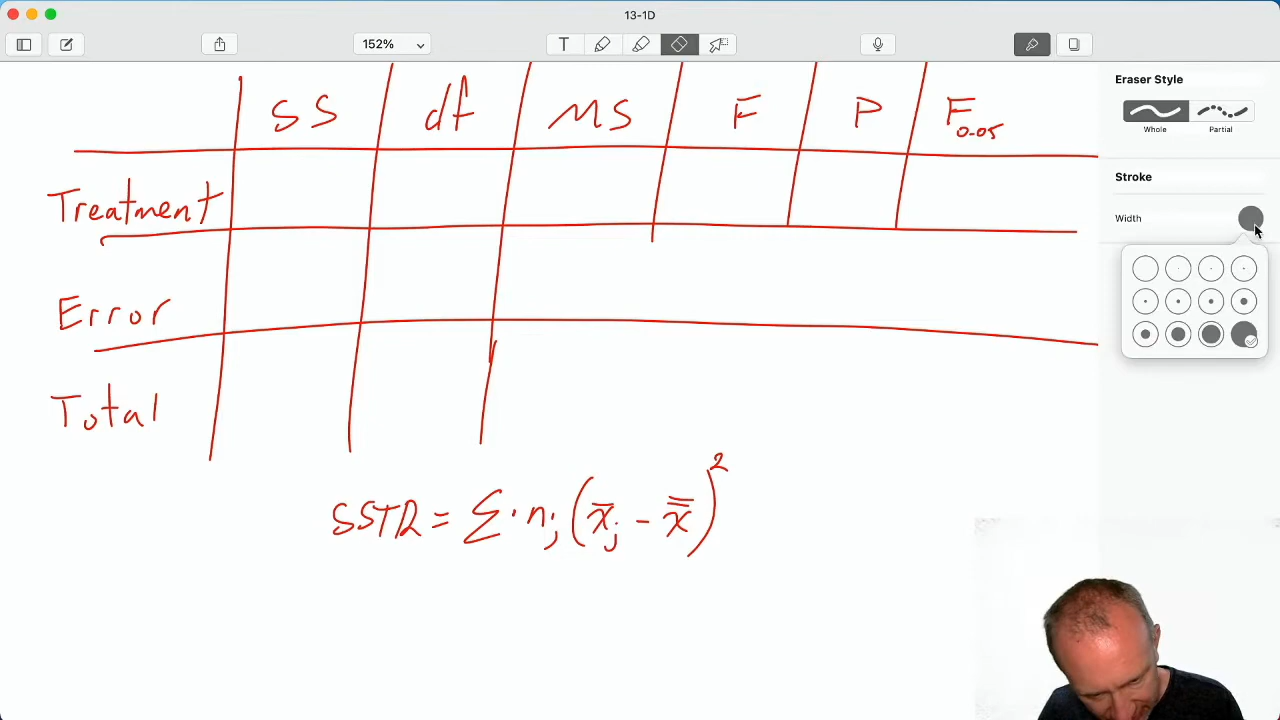 13-1D
152%
T
Eraser Style
Whole Partial
Stroke
Width
SS df MS F P F0.05
Treatment
Error
Total
SSTR = Σ · nj (x̄j - x̿)²